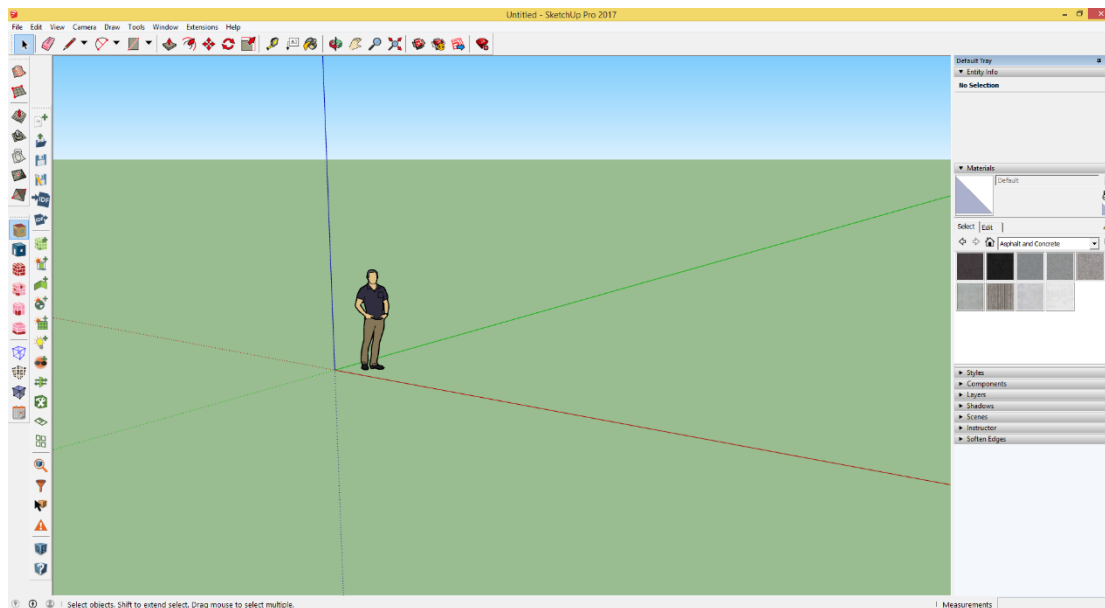 Untitled - SketchUp Pro 2017
File Edit View Camera Draw Tools Window Extensions Help
Default Tray
Entity Info
No Selection
Materials
Default
Select Edit
Asphalt and Concrete
Styles
Components
Layers
Shadows
Scenes
Instructor
Soften Edges
Select objects. Shift to extend select. Drag mouse to select multiple.
Measurements